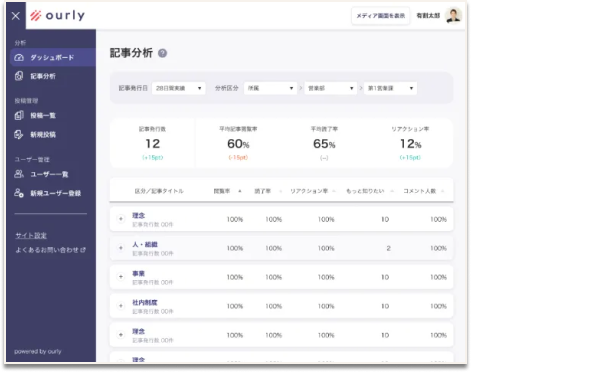 ourly
メディア画面を表示
有割太郎
分析
ダッシュボード
記事分析
投稿管理
投稿一覧
新規投稿
ユーザー管理
ユーザー一覧
新規ユーザー登録
サイト設定
よくあるお問い合わせ
powered by ourly
記事分析
記事発行日 28日間実績 分析区分 所属 営業部 第1営業課
記事発行数 平均記事閲覧率 平均読了率 リアクション率
12 60% 65% 12%
(+15pt) (-15pt) (--) (+15pt)
区分／記事タイトル 閲覧率 読了率 リアクション率 もっと知りたい コメント人数
理念 100% 100% 100% 10 100%
記事発行数 00件
人・組織 100% 100% 100% 2 100%
記事発行数 00件
事業 100% 100% 100% 10 100%
記事発行数 00件
社内制度 100% 100% 100% 10 100%
記事発行数 00件
理念 100% 100% 100% 10 100%
記事発行数 00件
理念